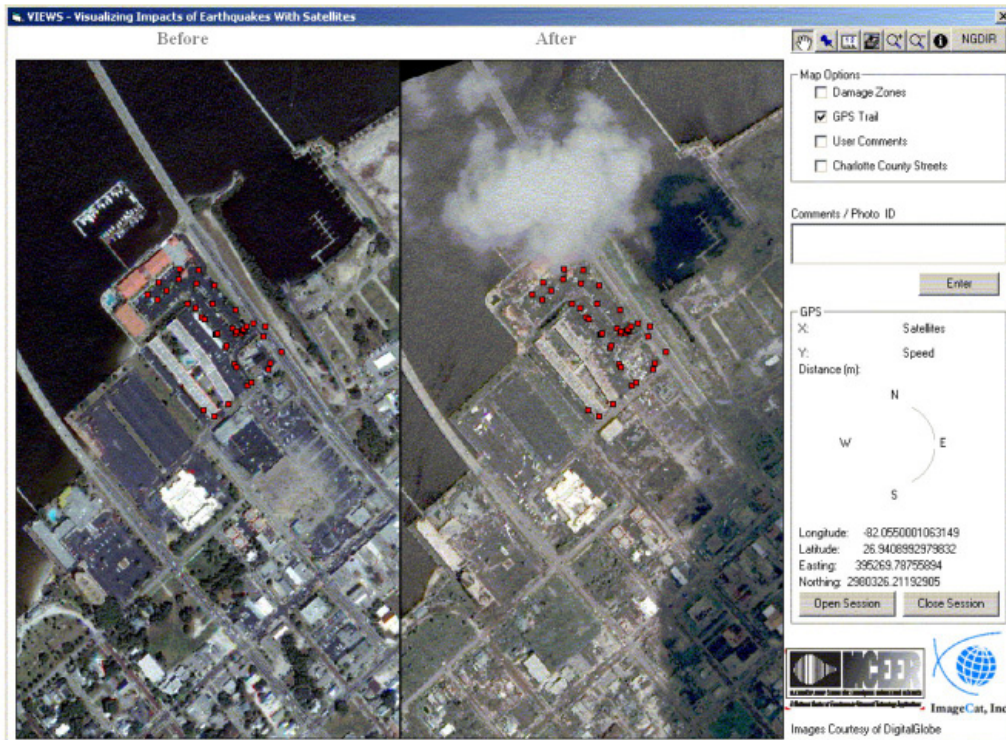 VIEWS - Visualizing Impacts of Earthquakes With Satellites
Before
After
NGDIR
Map Options
Damage Zones
GPS Trail
User Comments
Charlotte County Streets
Comments / Photo ID
Enter
GPS
X: Satellites
Y: Speed
Distance (m):
N
W E
S
Longitude: -82.0550001063149
Latitude: 26.9408992979832
Easting: 395269.78755894
Northing: 2980326.21192905
Open Session Close Session
MCEER
ImageCat, Inc
Images Courtesy of DigitalGlobe